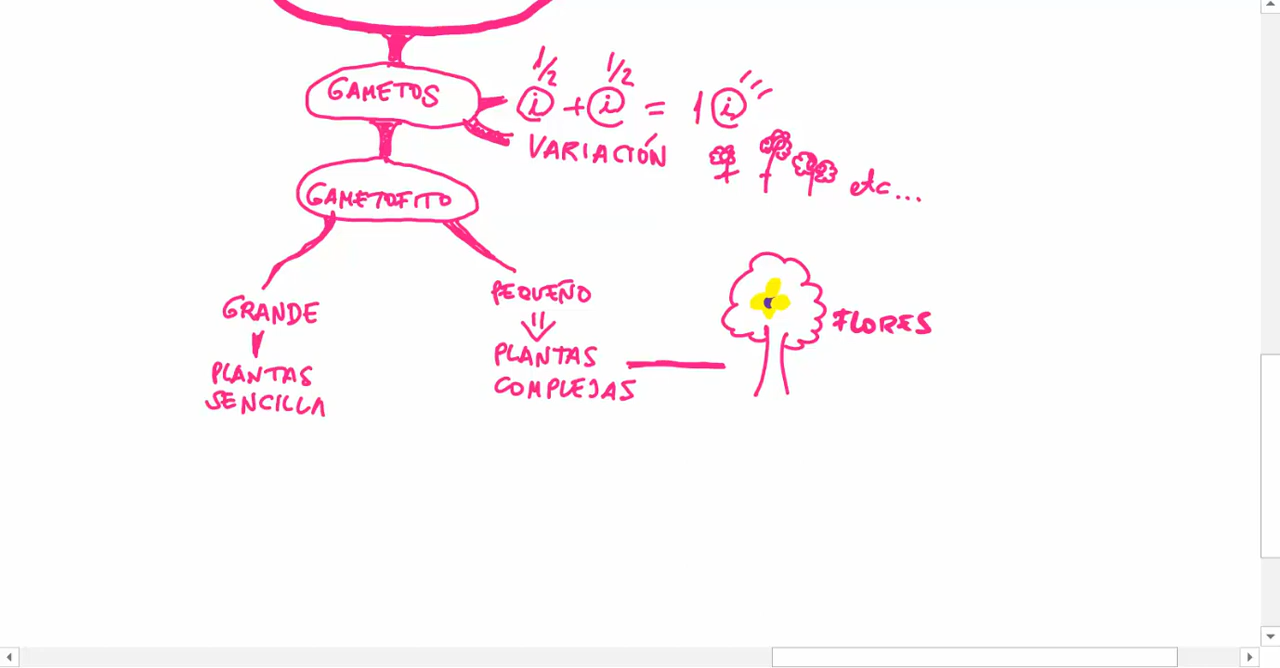 GAMETOS
1/2 1/2
i + i = 1 i
VARIACIÓN
etc...
GAMETOFITO
GRANDE
PLANTAS
SENCILLA
PEQUEÑO
PLANTAS
COMPLEJAS
FLORES